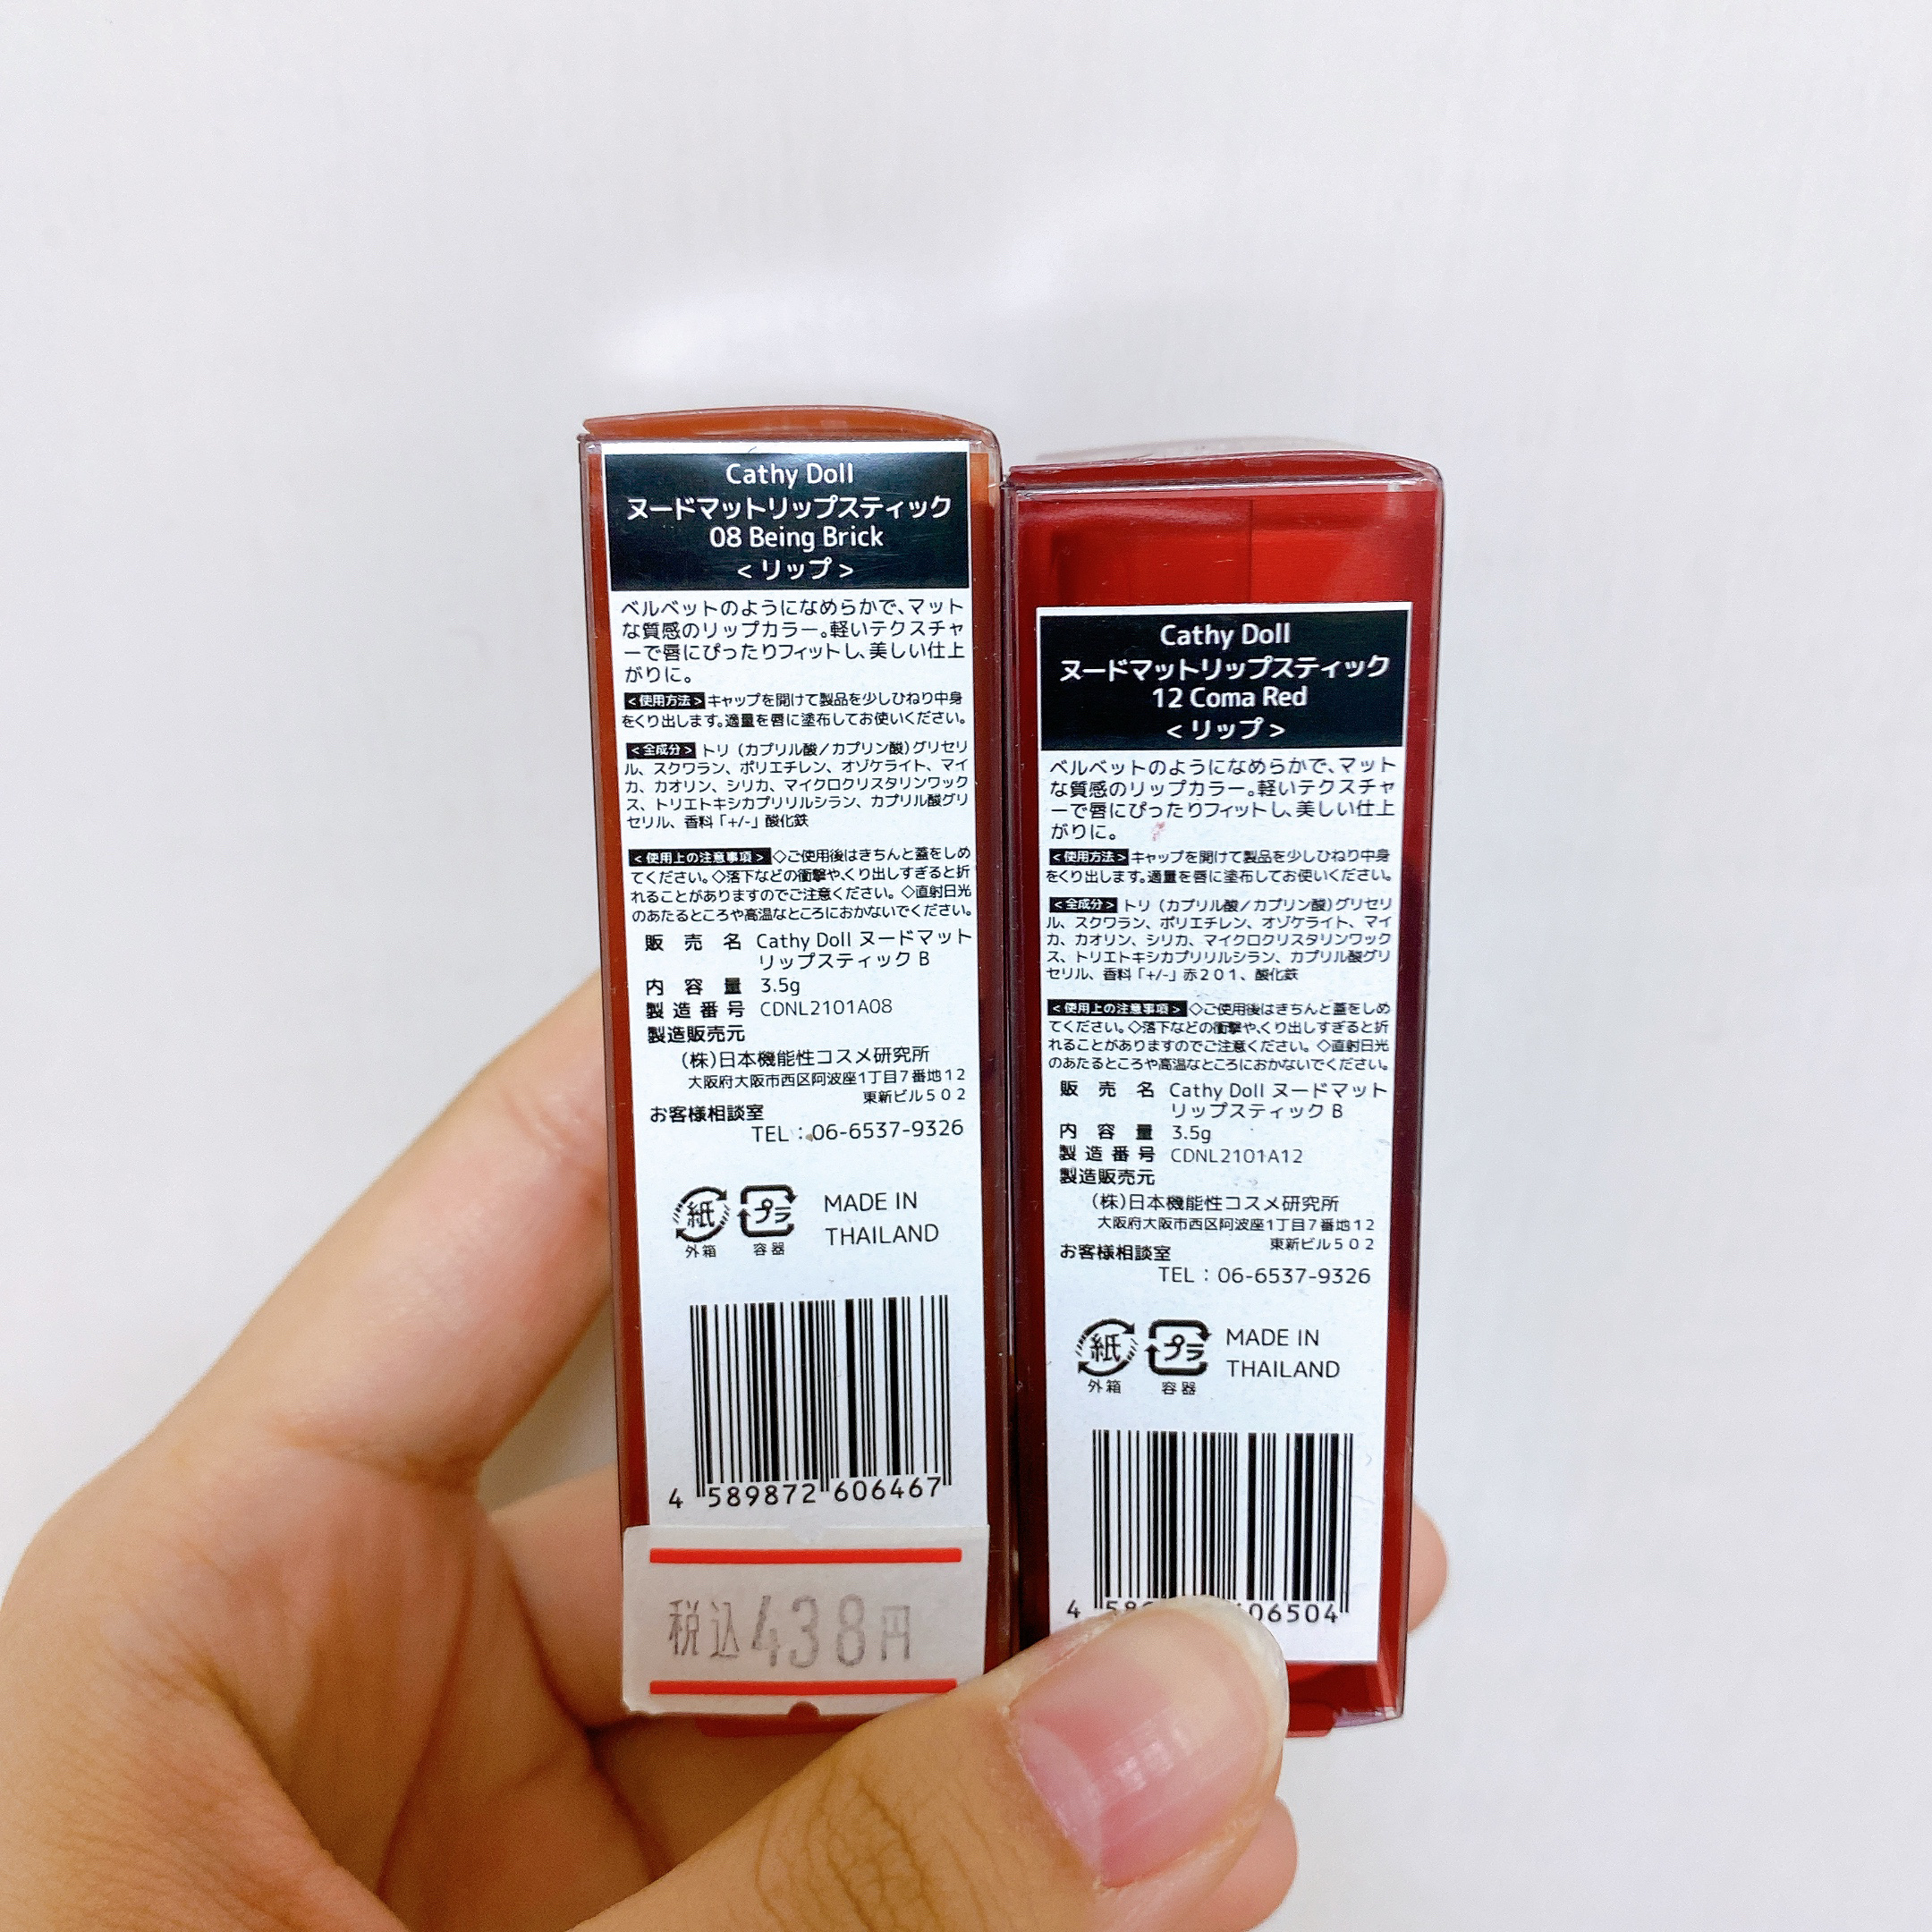 Cathy Doll
ヌードマットリップスティック
08 Being Brick
<リップ>
ベルベットのようになめらかで、マット
な質感のリップカラー。軽いテクスチャ
ーで唇にぴったりフィットし、美しい仕上
がりに。
<使用方法>キャップを開けて製品を少しひねり中身
をくり出します。適量を唇に塗布してお使いください。
<全成分>トリ(カプリル酸/カプリン酸)グリセリ
ル、スクワラン、ポリエチレン、オゾケライト、マイ
カ、カオリン、シリカ、マイクロクリスタリンワック
ス、トリエトキシカプリリルシラン、カプリル酸グリ
セリル、香料「+/-」酸化鉄
<使用上の注意事項>◇ご使用後はきちんと蓋をしめ
てください。◇落下などの衝撃や、くり出しすぎると折
れることがありますのでご注意ください。◇直射日光
のあたるところや高温なところにおかないでください。
販売名 Cathy Doll ヌードマット
リップスティック B
内容量 3.5g
製造番号 CDNL2101A08
製造販売元
(株)日本機能性コスメ研究所
大阪府大阪市西区阿波座1丁目7番地12
東新ビル502
お客様相談室
TEL:06-6537-9326
紙 プラ MADE IN
外箱 容器 THAILAND
4 589872 606467
税込438円
Cathy Doll
ヌードマットリップスティック
12 Coma Red
<リップ>
ベルベットのようになめらかで、マット
な質感のリップカラー。軽いテクスチャ
ーで唇にぴったりフィットし、美しい仕上
がりに。
<使用方法>キャップを開けて製品を少しひねり中身
をくり出します。適量を唇に塗布してお使いください。
<全成分>トリ(カプリル酸/カプリン酸)グリセリ
ル、スクワラン、ポリエチレン、オゾケライト、マイ
カ、カオリン、シリカ、マイクロクリスタリンワック
ス、トリエトキシカプリリルシラン、カプリル酸グリ
セリル、香料「+/-」赤201、酸化鉄
<使用上の注意事項>◇ご使用後はきちんと蓋をしめ
てください。◇落下などの衝撃や、くり出しすぎると折
れることがありますのでご注意ください。◇直射日光
のあたるところや高温なところにおかないでください。
販売名 Cathy Doll ヌードマット
リップスティック B
内容量 3.5g
製造番号 CDNL2101A12
製造販売元
(株)日本機能性コスメ研究所
大阪府大阪市西区阿波座1丁目7番地12
東新ビル502
お客様相談室
TEL:06-6537-9326
紙 プラ MADE IN
外箱 容器 THAILAND
4 58 06504